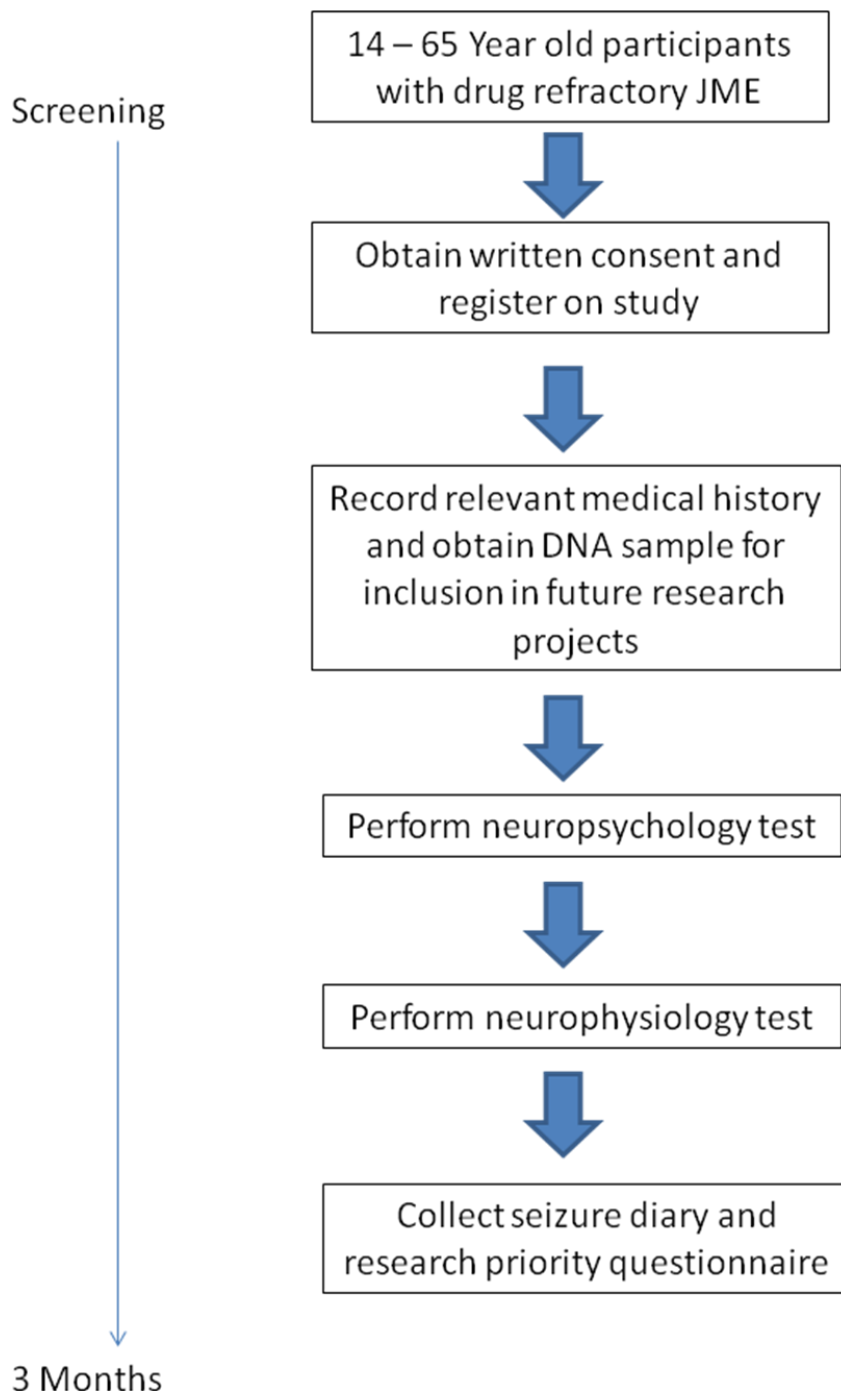 14 – 65 Year old participants
with drug refractory JME
Screening
Obtain written consent and
register on study
Record relevant medical history
and obtain DNA sample for
inclusion in future research
projects
Perform neuropsychology test
Perform neurophysiology test
Collect seizure diary and
research priority questionnaire
3 Months